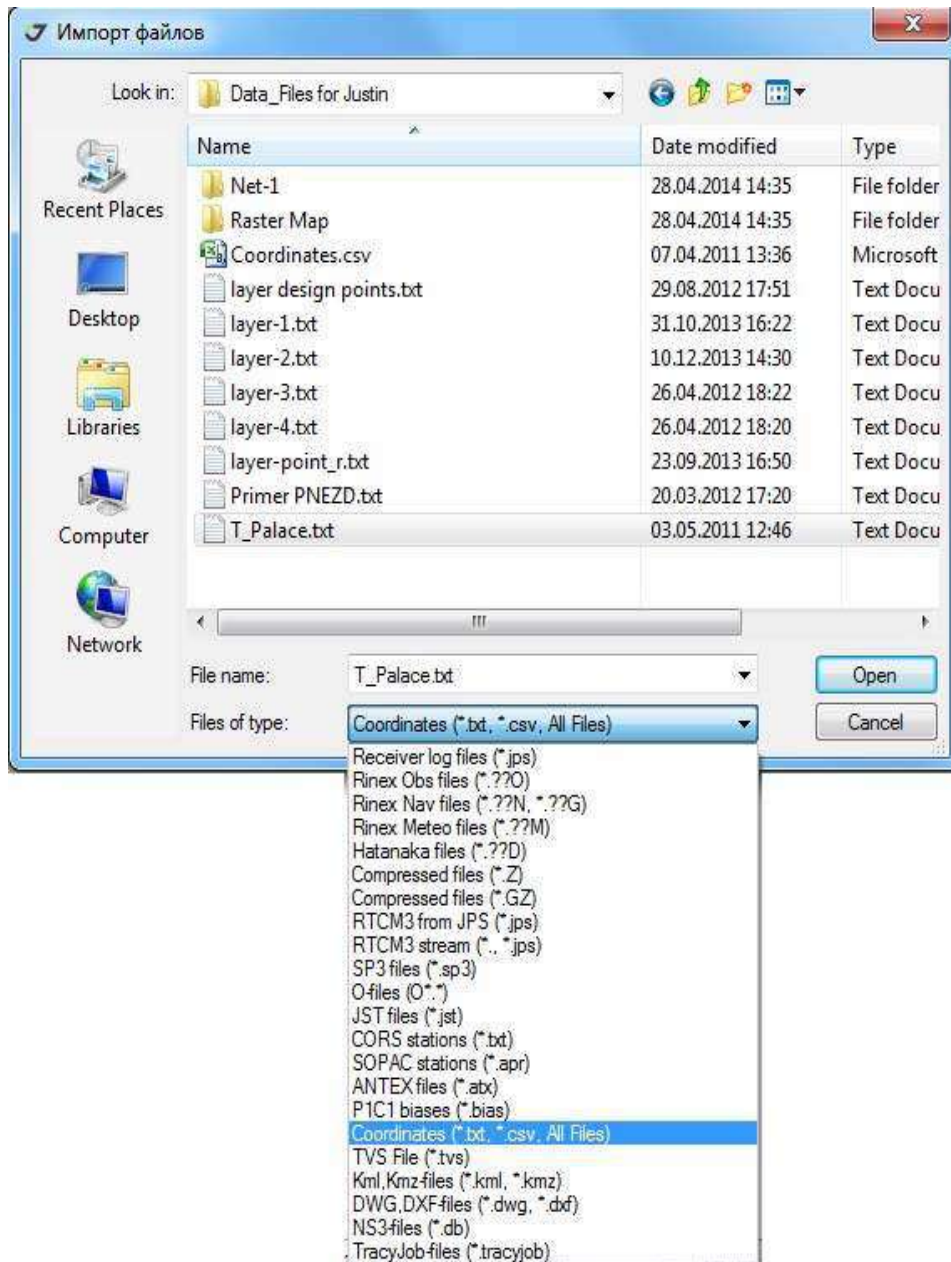 Импорт файлов
Look in: Data_Files for Justin
Name Date modified Type
Net-1 28.04.2014 14:35 File folder
Raster Map 28.04.2014 14:35 File folder
Coordinates.csv 07.04.2011 13:36 Microsoft
layer design points.txt 29.08.2012 17:51 Text Docu
layer-1.txt 31.10.2013 16:22 Text Docu
layer-2.txt 10.12.2013 14:30 Text Docu
layer-3.txt 26.04.2012 18:22 Text Docu
layer-4.txt 26.04.2012 18:20 Text Docu
layer-point_r.txt 23.09.2013 16:50 Text Docu
Primer PNEZD.txt 20.03.2012 17:20 Text Docu
T_Palace.txt 03.05.2011 12:46 Text Docu
Recent Places
Desktop
Libraries
Computer
Network
File name: T_Palace.txt Open
Files of type: Coordinates (*.txt, *.csv, All Files) Cancel
Receiver log files (*.jps)
Rinex Obs files (*.??O)
Rinex Nav files (*.??N, *.??G)
Rinex Meteo files (*.??M)
Hatanaka files (*.??D)
Compressed files (*.Z)
Compressed files (*.GZ)
RTCM3 from JPS (*.jps)
RTCM3 stream (*., *.jps)
SP3 files (*.sp3)
O-files (O*.*)
JST files (*.jst)
CORS stations (*.txt)
SOPAC stations (*.apr)
ANTEX files (*.atx)
P1C1 biases (*.bias)
Coordinates (*.txt, *.csv, All Files)
TVS File (*.tvs)
Kml,Kmz-files (*.kml, *.kmz)
DWG,DXF-files (*.dwg, *.dxf)
NS3-files (*.db)
TracyJob-files (*.tracyjob)